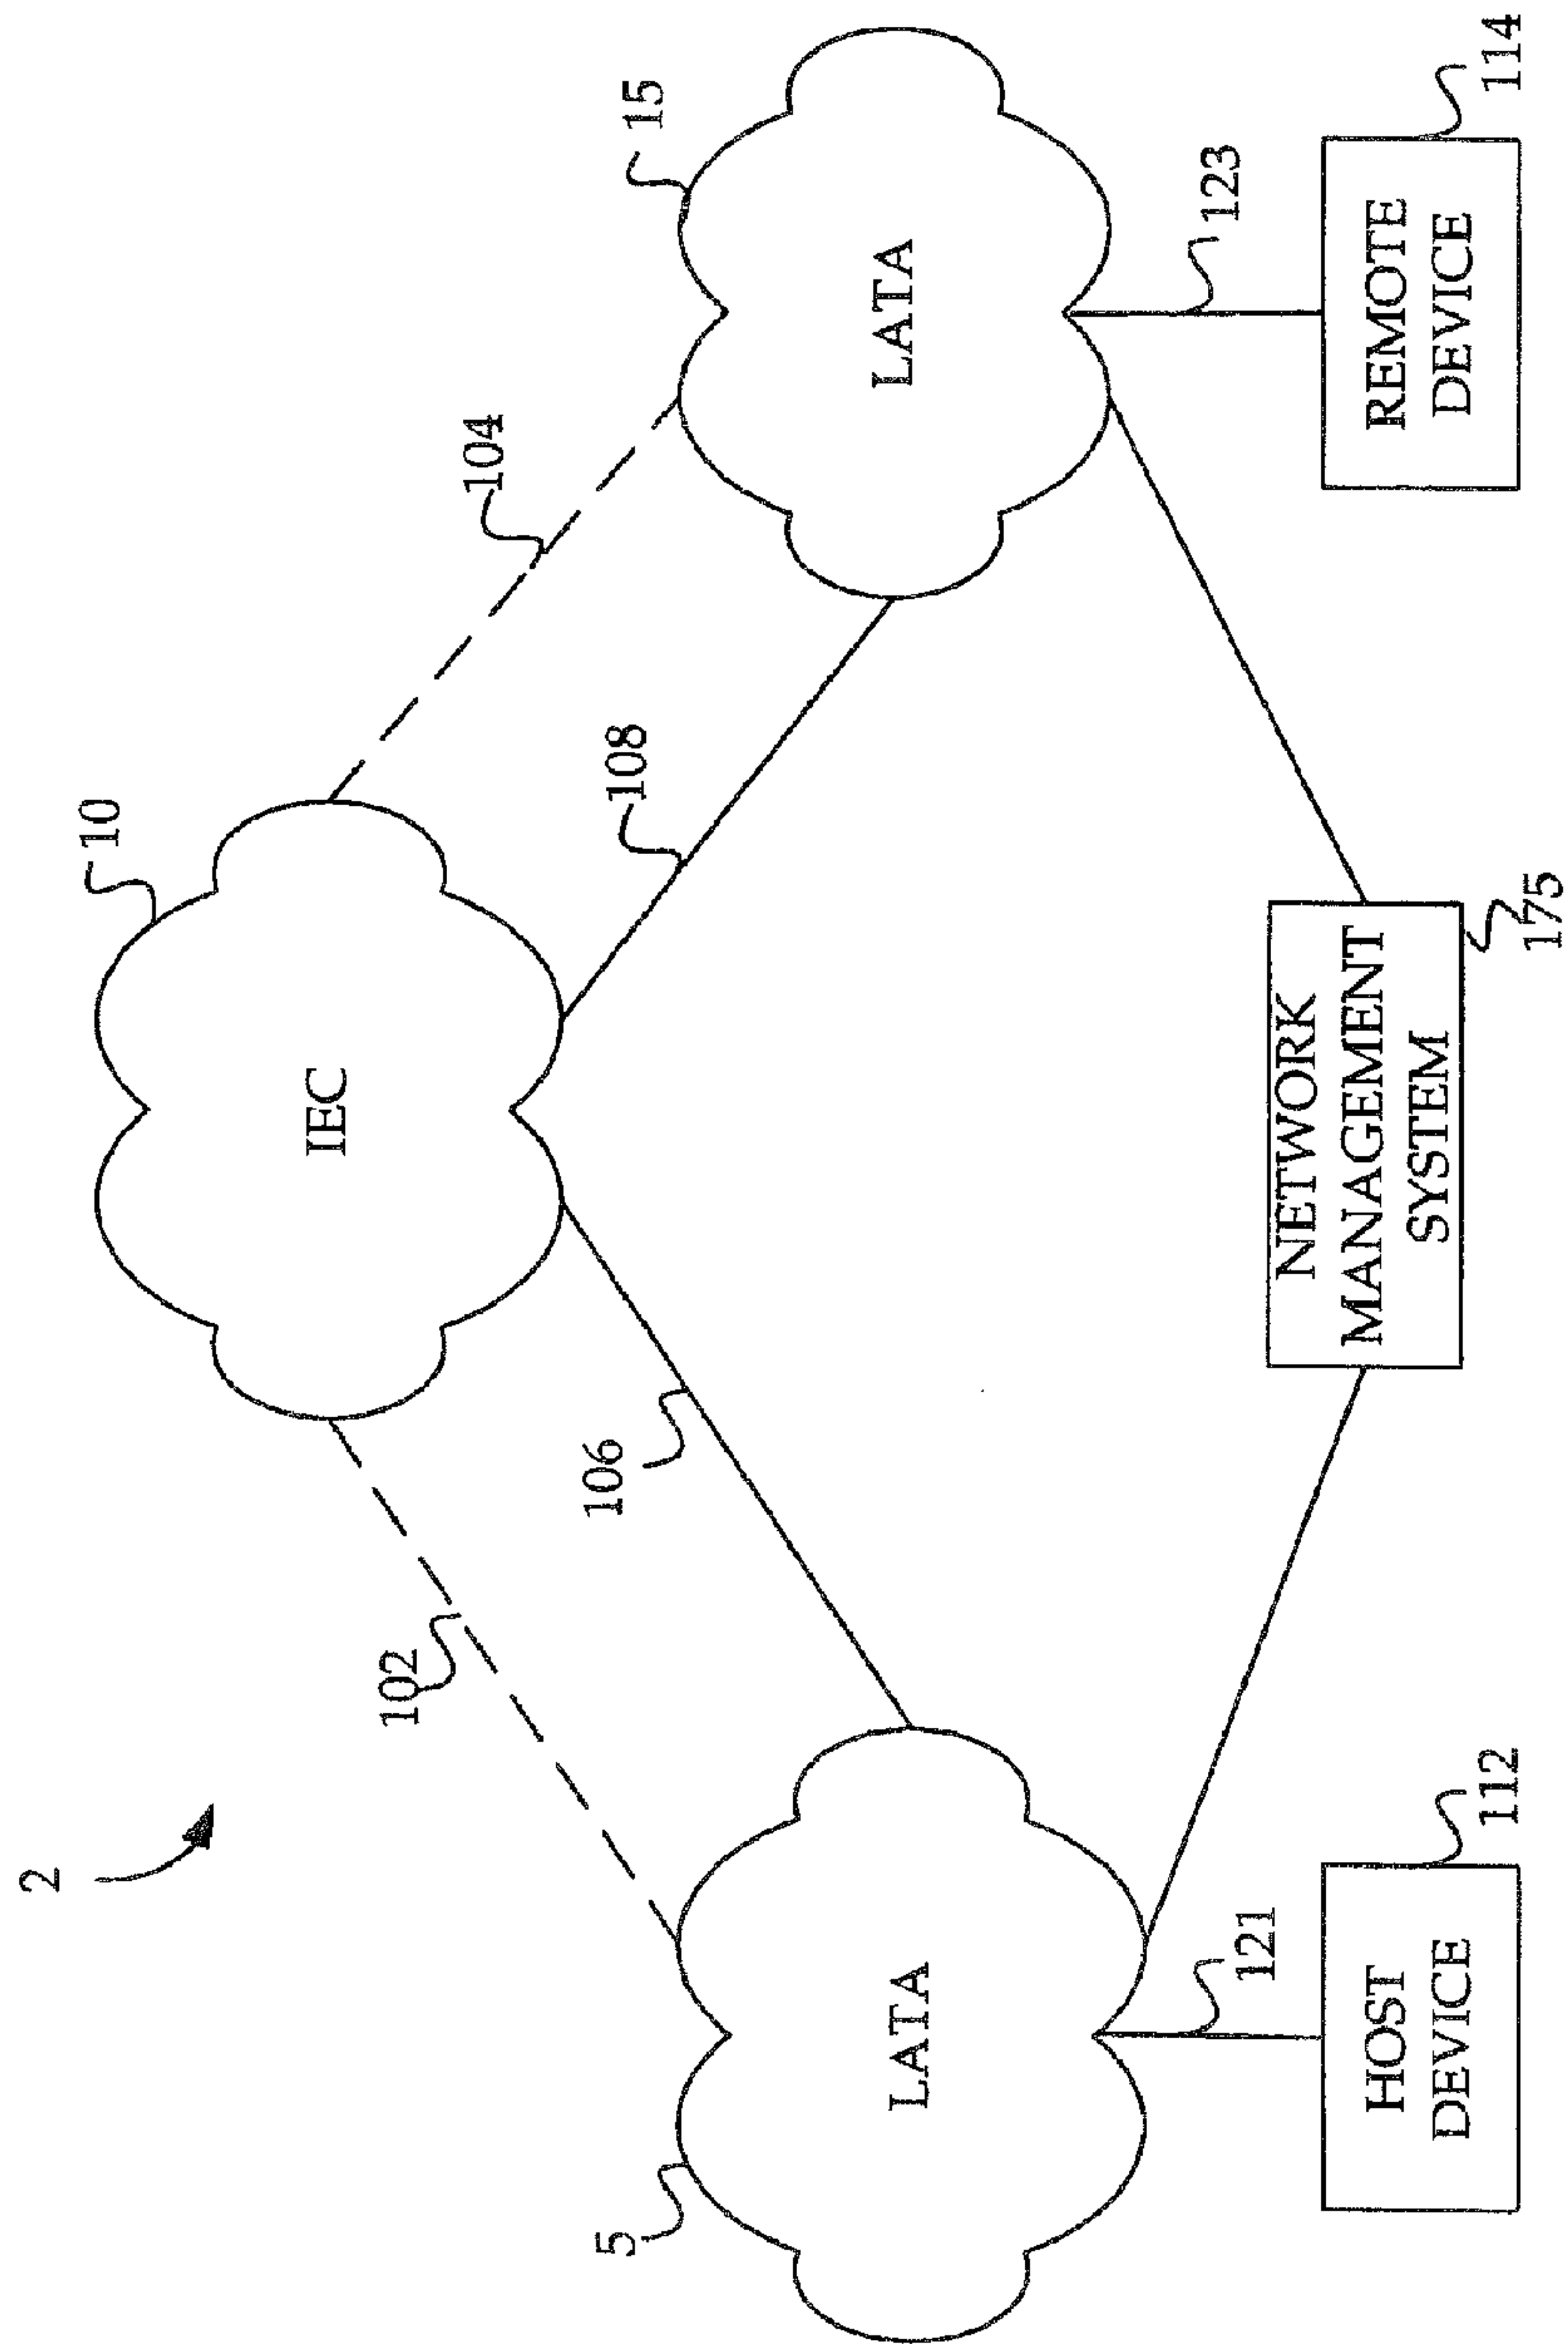 2
10
15
IEC
102
104
106
108
5
LATA
LATA
121
123
HOST
DEVICE
112
NETWORK
MANAGEMENT
SYSTEM
175
REMOTE
DEVICE
114